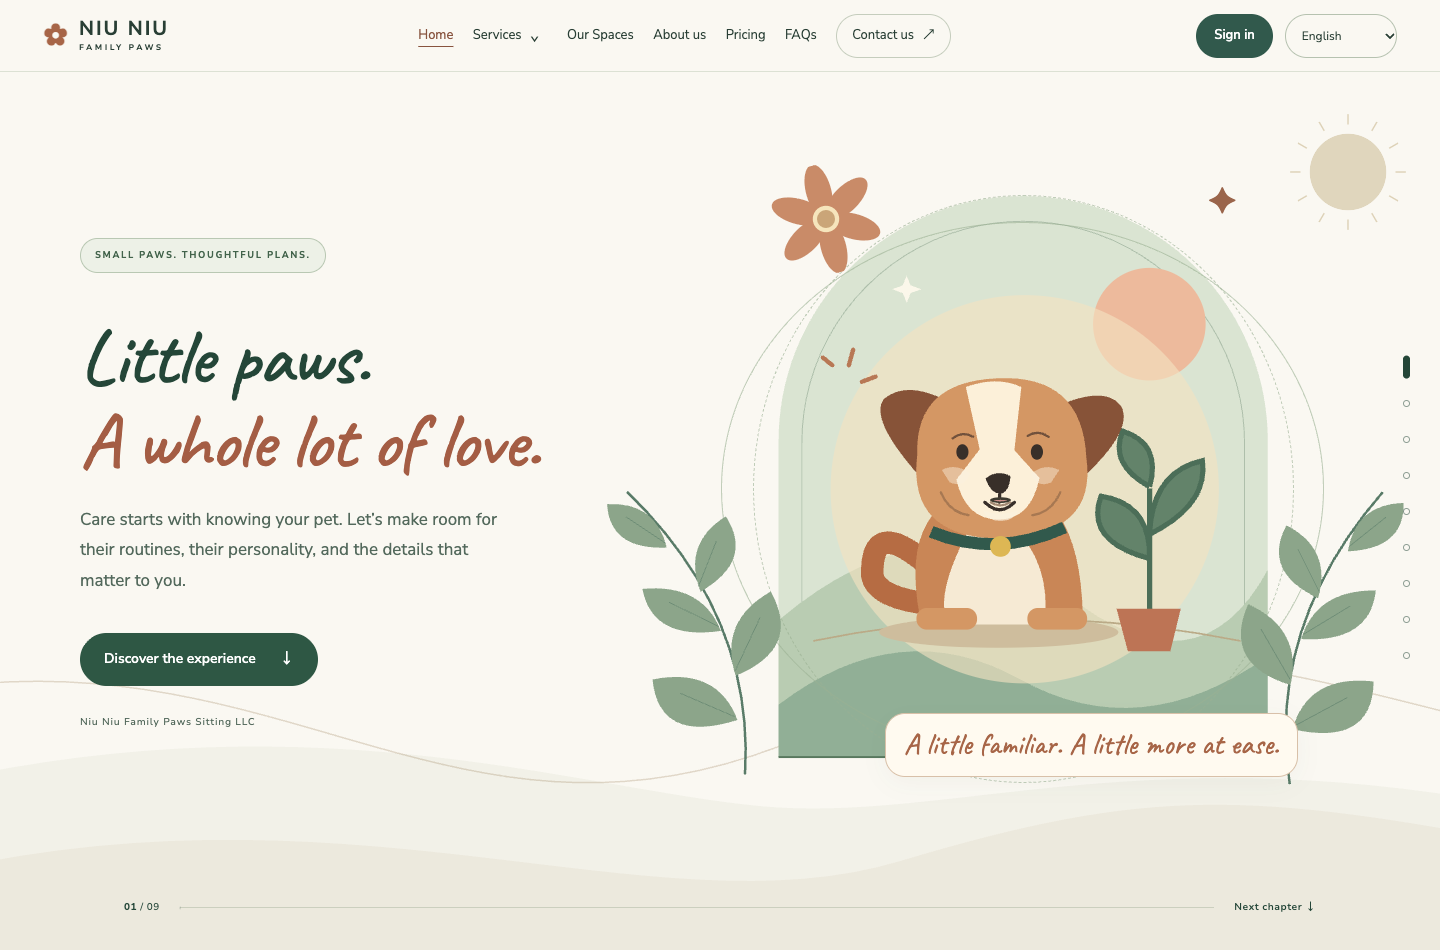 NIU NIU
FAMILY PAWS
Home
Services
Our Spaces
About us
Pricing
FAQs
Contact us ↗
Sign in
English
SMALL PAWS. THOUGHTFUL PLANS.
Little paws.
A whole lot of love.
Care starts with knowing your pet. Let’s make room for
their routines, their personality, and the details that
matter to you.
Discover the experience ↓
Niu Niu Family Paws Sitting LLC
A little familiar. A little more at ease.
01 / 09
Next chapter ↓